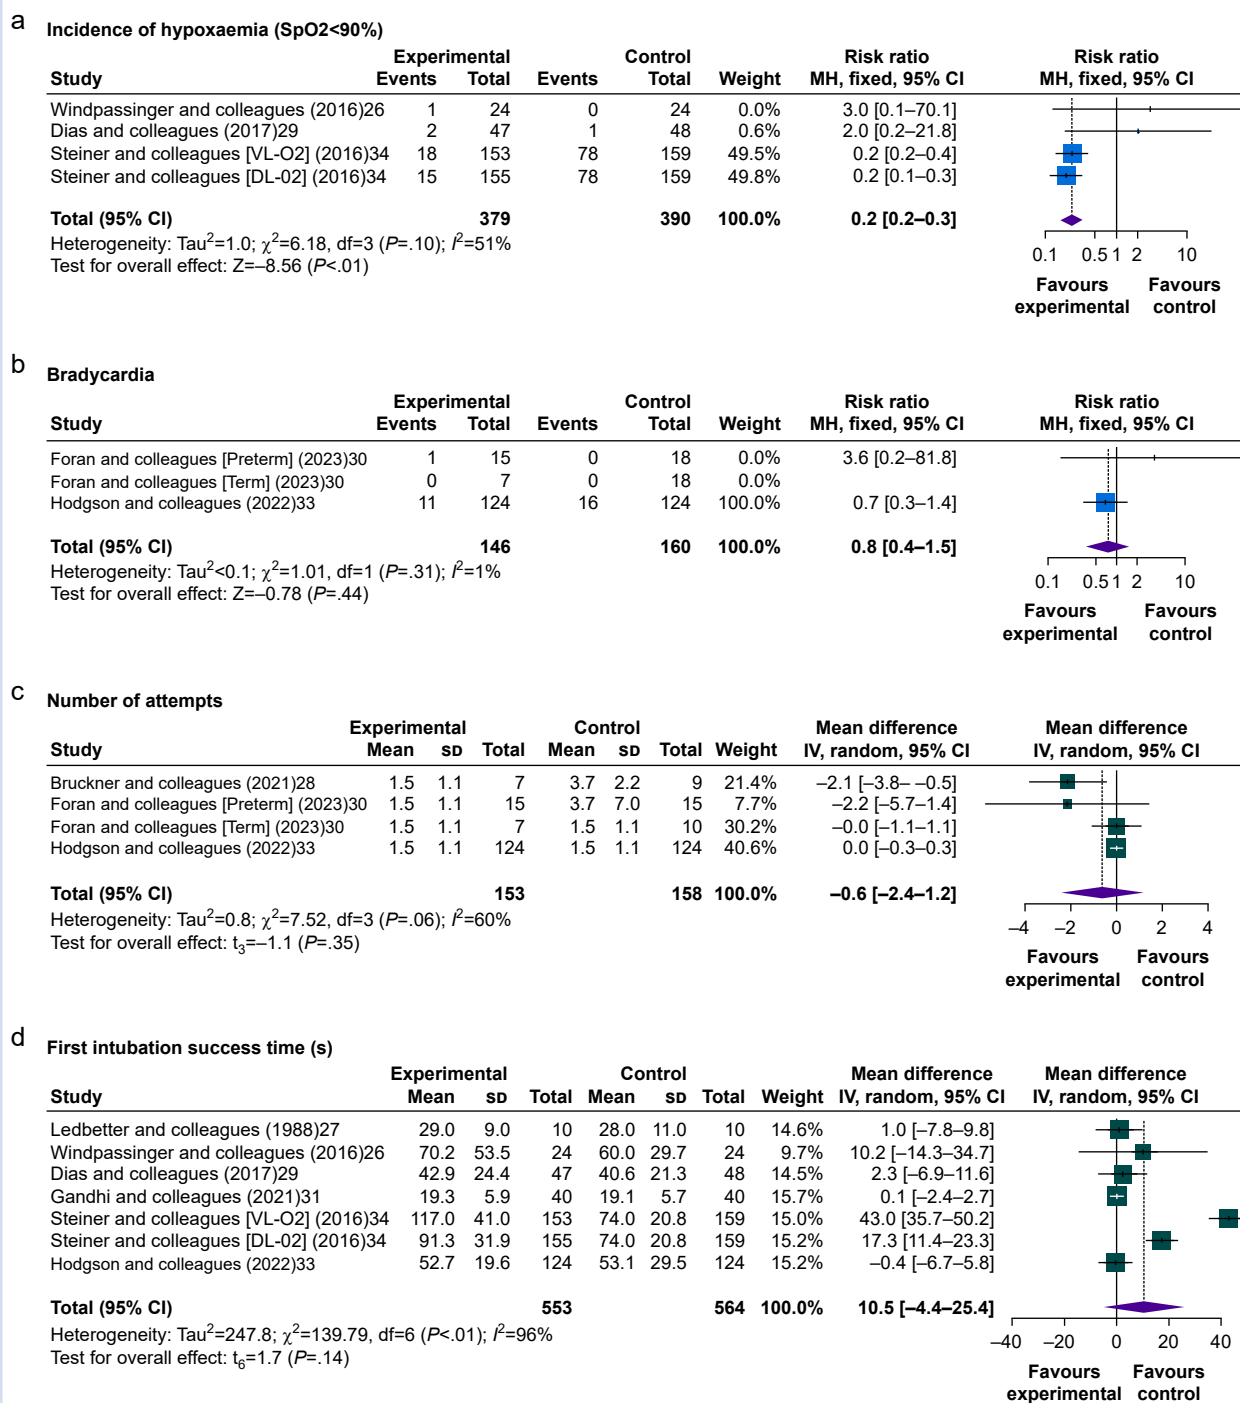 a
Incidence of hypoxaemia (SpO2<90%)
Experimental Control Risk ratio Risk ratio
Study Events Total Events Total Weight MH, fixed, 95% CI MH, fixed, 95% CI
Windpassinger and colleagues (2016)26 1 24 0 24 0.0% 3.0 [0.1–70.1]
Dias and colleagues (2017)29 2 47 1 48 0.6% 2.0 [0.2–21.8]
Steiner and colleagues [VL-O2] (2016)34 18 153 78 159 49.5% 0.2 [0.2–0.4]
Steiner and colleagues [DL-02] (2016)34 15 155 78 159 49.8% 0.2 [0.1–0.3]
Total (95% CI) 379 390 100.0% 0.2 [0.2–0.3]
Heterogeneity: Tau²=1.0; χ²=6.18, df=3 (P=.10); I²=51%
Test for overall effect: Z=–8.56 (P<.01)
0.1 0.5 1 2 10
Favours Favours
experimental control
b
Bradycardia
Experimental Control Risk ratio Risk ratio
Study Events Total Events Total Weight MH, fixed, 95% CI MH, fixed, 95% CI
Foran and colleagues [Preterm] (2023)30 1 15 0 18 0.0% 3.6 [0.2–81.8]
Foran and colleagues [Term] (2023)30 0 7 0 18 0.0%
Hodgson and colleagues (2022)33 11 124 16 124 100.0% 0.7 [0.3–1.4]
Total (95% CI) 146 160 100.0% 0.8 [0.4–1.5]
Heterogeneity: Tau²<0.1; χ²=1.01, df=1 (P=.31); I²=1%
Test for overall effect: Z=–0.78 (P=.44)
0.1 0.5 1 2 10
Favours Favours
experimental control
c
Number of attempts
Experimental Control Mean difference Mean difference
Study Mean SD Total Mean SD Total Weight IV, random, 95% CI IV, random, 95% CI
Bruckner and colleagues (2021)28 1.5 1.1 7 3.7 2.2 9 21.4% –2.1 [–3.8– –0.5]
Foran and colleagues [Preterm] (2023)30 1.5 1.1 15 3.7 7.0 15 7.7% –2.2 [–5.7–1.4]
Foran and colleagues [Term] (2023)30 1.5 1.1 7 1.5 1.1 10 30.2% –0.0 [–1.1–1.1]
Hodgson and colleagues (2022)33 1.5 1.1 124 1.5 1.1 124 40.6% 0.0 [–0.3–0.3]
Total (95% CI) 153 158 100.0% –0.6 [–2.4–1.2]
Heterogeneity: Tau²=0.8; χ²=7.52, df=3 (P=.06); I²=60%
Test for overall effect: t₃=–1.1 (P=.35)
–4 –2 0 2 4
Favours Favours
experimental control
d
First intubation success time (s)
Experimental Control Mean difference Mean difference
Study Mean SD Total Mean SD Total Weight IV, random, 95% CI IV, random, 95% CI
Ledbetter and colleagues (1988)27 29.0 9.0 10 28.0 11.0 10 14.6% 1.0 [–7.8–9.8]
Windpassinger and colleagues (2016)26 70.2 53.5 24 60.0 29.7 24 9.7% 10.2 [–14.3–34.7]
Dias and colleagues (2017)29 42.9 24.4 47 40.6 21.3 48 14.5% 2.3 [–6.9–11.6]
Gandhi and colleagues (2021)31 19.3 5.9 40 19.1 5.7 40 15.7% 0.1 [–2.4–2.7]
Steiner and colleagues [VL-O2] (2016)34 117.0 41.0 153 74.0 20.8 159 15.0% 43.0 [35.7–50.2]
Steiner and colleagues [DL-02] (2016)34 91.3 31.9 155 74.0 20.8 159 15.2% 17.3 [11.4–23.3]
Hodgson and colleagues (2022)33 52.7 19.6 124 53.1 29.5 124 15.2% –0.4 [–6.7–5.8]
Total (95% CI) 553 564 100.0% 10.5 [–4.4–25.4]
Heterogeneity: Tau²=247.8; χ²=139.79, df=6 (P<.01); I²=96%
Test for overall effect: t₆=1.7 (P=.14)
–40 –20 0 20 40
Favours Favours
experimental control